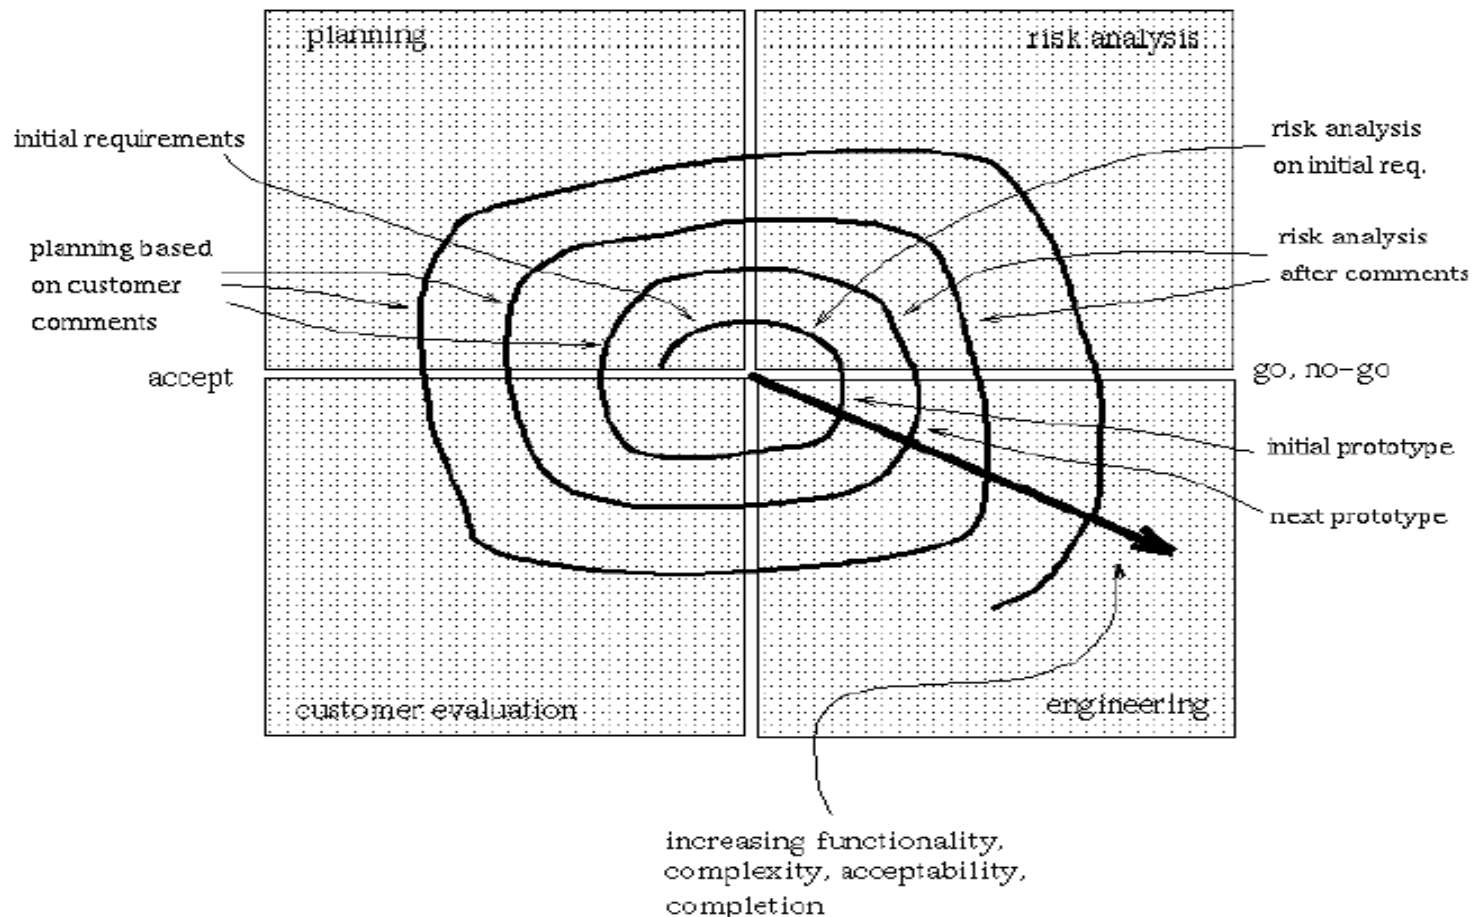 planning
risk analysis
initial requirements
risk analysis
on initial req.
planning based
on customer
comments
risk analysis
after comments
accept
go, no-go
initial prototype
next prototype
customer evaluation
engineering
increasing functionality,
complexity, acceptability,
completion